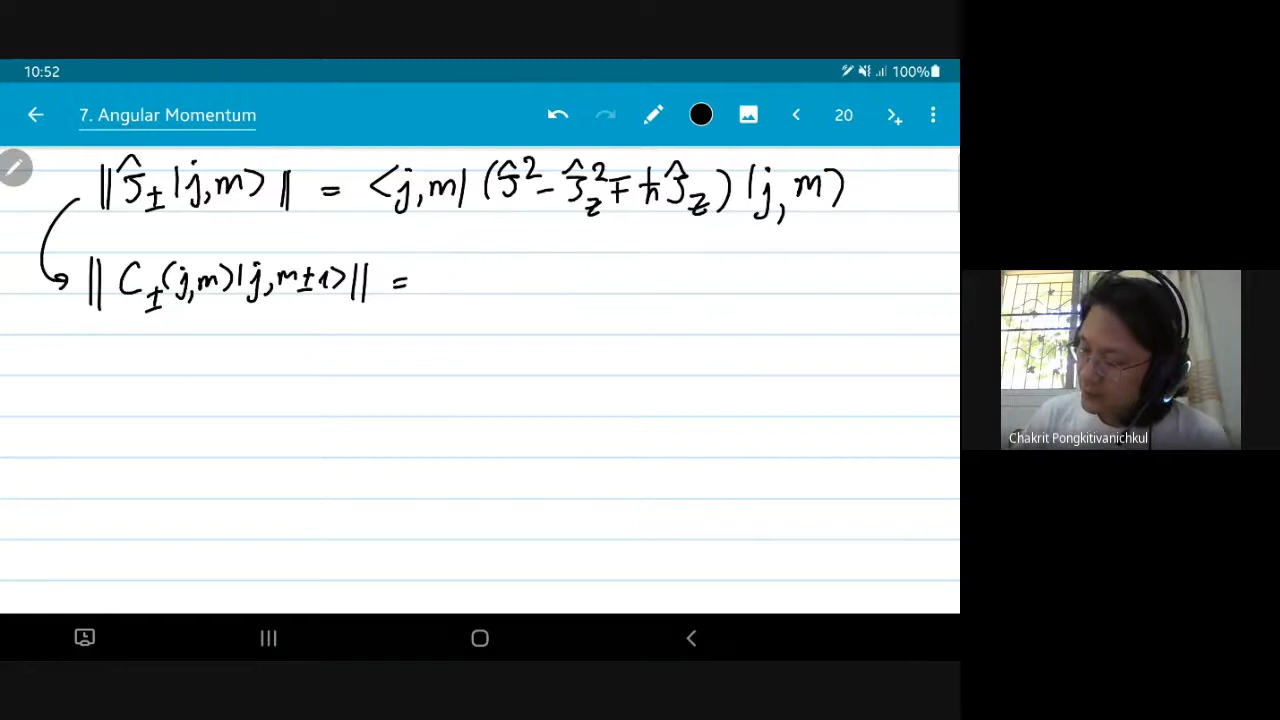 10:52 100%
7. Angular Momentum 20
‖Ĵ± |j,m>‖ = <j,m| (Ĵ² - Ĵz² ∓ ħĴz) |j,m>
‖C±(j,m)|j,m±1>‖ =
Chakrit Pongkitivanichkul